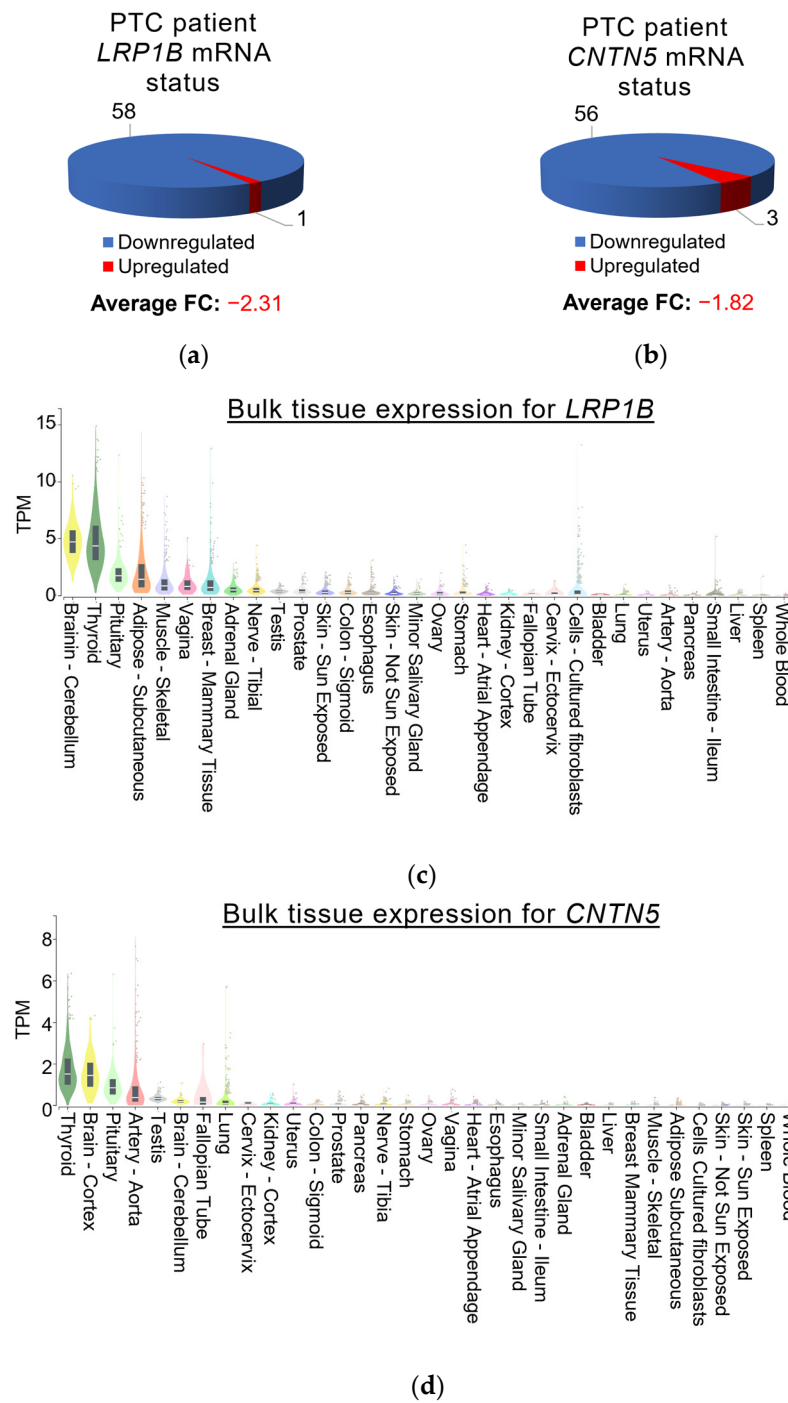 PTC patient
LRP1B mRNA
status
58
1
Downregulated
Upregulated
Average FC: −2.31
(a)
PTC patient
CNTN5 mRNA
status
56
3
Downregulated
Upregulated
Average FC: −1.82
(b)
Bulk tissue expression for LRP1B
TPM
15
10
5
0
Brainin - Cerebellum
Thyroid
Pituitary
Adipose - Subcutaneous
Muscle - Skeletal
Vagina
Breast - Mammary Tissue
Adrenal Gland
Nerve - Tibial
Testis
Prostate
Skin - Sun Exposed
Colon - Sigmoid
Esophagus
Skin - Not Sun Exposed
Minor Salivary Gland
Ovary
Stomach
Heart - Atrial Appendage
Kidney - Cortex
Fallopian Tube
Cervix - Ectocervix
Cells - Cultured fibroblasts
Bladder
Lung
Uterus
Artery - Aorta
Pancreas
Small Intestine - Ileum
Liver
Spleen
Whole Blood
(c)
Bulk tissue expression for CNTN5
TPM
8
6
4
2
0
Thyroid
Brain - Cortex
Pituitary
Artery - Aorta
Testis
Brain - Cerebellum
Fallopian Tube
Lung
Cervix - Ectocervix
Kidney - Cortex
Uterus
Colon - Sigmoid
Prostate
Pancreas
Nerve - Tibia
Stomach
Ovary
Vagina
Heart - Atrial Appendage
Esophagus
Minor Salivary Gland
Small Intestine - Ileum
Adrenal Gland
Bladder
Liver
Breast Mammary Tissue
Muscle - Skeletal
Adipose Subcutaneous
Cells Cultured fibroblasts
Skin - Not Sun Exposed
Skin - Sun Exposed
Spleen
Whole Blood
(d)